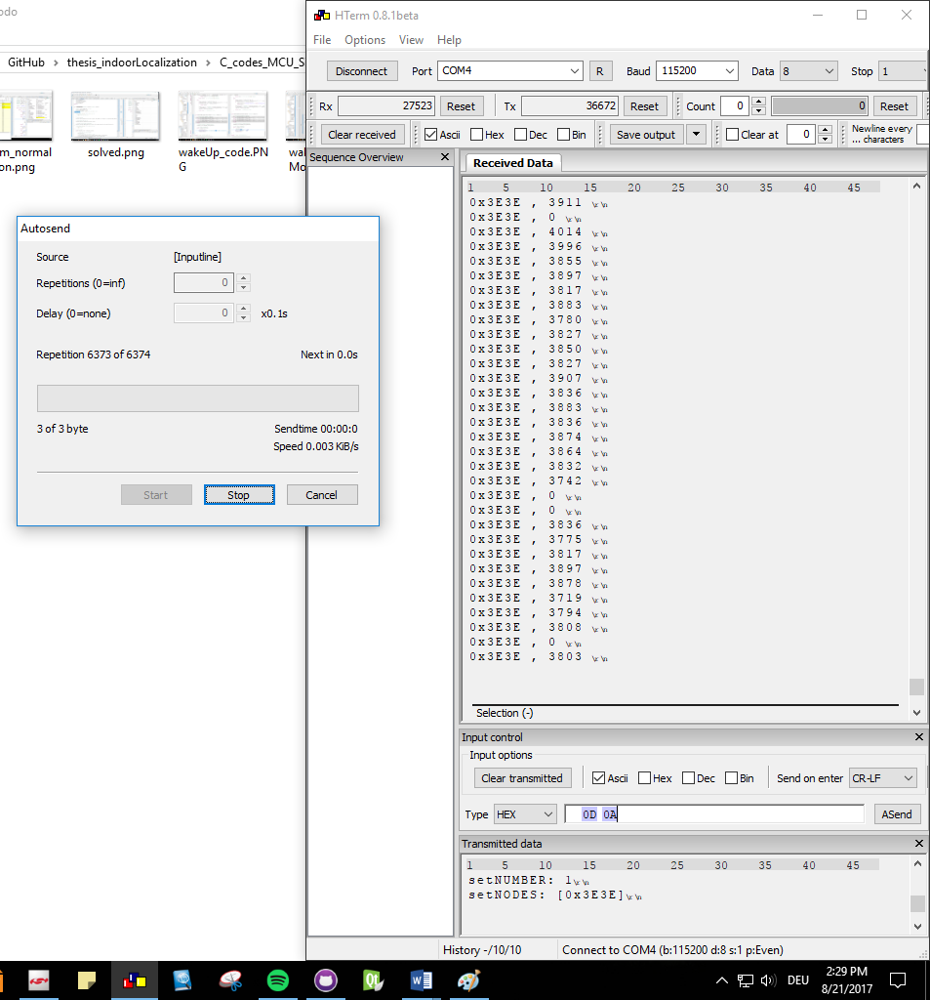 odo
GitHub > thesis_indoorLocalization > C_codes_MCU_S
m_normal
on.png
solved.png
wakeUp_code.PN
G
wa
Mo
HTerm 0.8.1beta
File Options View Help
Disconnect Port COM4 R Baud 115200 Data 8 Stop 1
Rx 27523 Reset Tx 36672 Reset Count 0 0 Reset
Clear received Ascii Hex Dec Bin Save output Clear at 0 Newline every
... characters
Sequence Overview
Received Data
1 5 10 15 20 25 30 35 40 45
0x3E3E , 3911 \r\n
0x3E3E , 0 \r\n
0x3E3E , 4014 \r\n
0x3E3E , 3996 \r\n
0x3E3E , 3855 \r\n
0x3E3E , 3897 \r\n
0x3E3E , 3817 \r\n
0x3E3E , 3883 \r\n
0x3E3E , 3780 \r\n
0x3E3E , 3827 \r\n
0x3E3E , 3850 \r\n
0x3E3E , 3827 \r\n
0x3E3E , 3907 \r\n
0x3E3E , 3836 \r\n
0x3E3E , 3883 \r\n
0x3E3E , 3836 \r\n
0x3E3E , 3874 \r\n
0x3E3E , 3864 \r\n
0x3E3E , 3832 \r\n
0x3E3E , 3742 \r\n
0x3E3E , 0 \r\n
0x3E3E , 0 \r\n
0x3E3E , 3836 \r\n
0x3E3E , 3775 \r\n
0x3E3E , 3817 \r\n
0x3E3E , 3897 \r\n
0x3E3E , 3878 \r\n
0x3E3E , 3719 \r\n
0x3E3E , 3794 \r\n
0x3E3E , 3808 \r\n
0x3E3E , 0 \r\n
0x3E3E , 3803 \r\n
Selection (-)
Autosend
Source [Inputline]
Repetitions (0=inf) 0
Delay (0=none) 0 x0.1s
Repetition 6373 of 6374 Next in 0.0s
3 of 3 byte Sendtime 00:00:0
Speed 0.003 KiB/s
Start Stop Cancel
Input control
Input options
Clear transmitted Ascii Hex Dec Bin Send on enter CR-LF
Type HEX 0D 0A ASend
Transmitted data
1 5 10 15 20 25 30 35 40 45
setNUMBER: 1\r\n
setNODES: [0x3E3E]\r\n
History -/10/10 Connect to COM4 (b:115200 d:8 s:1 p:Even)
DEU 2:29 PM
8/21/2017